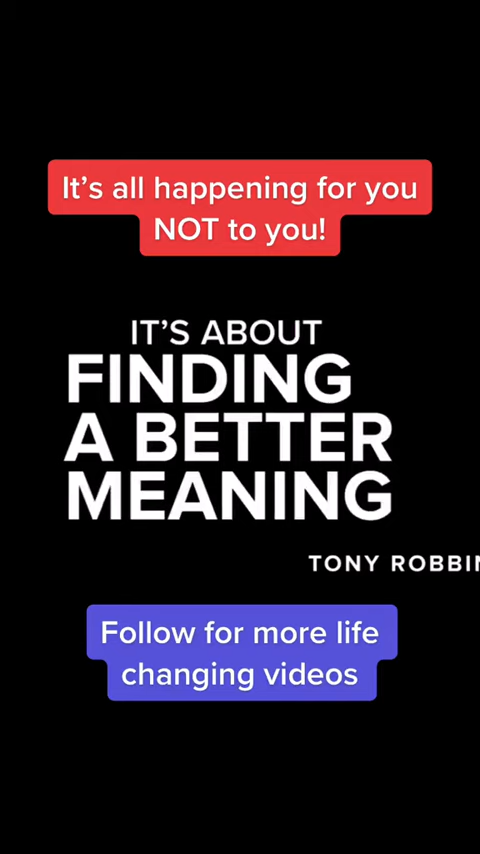 It’s all happening for you
NOT to you!
IT’S ABOUT
FINDING
A BETTER
MEANING
TONY ROBBIN
Follow for more life
changing videos